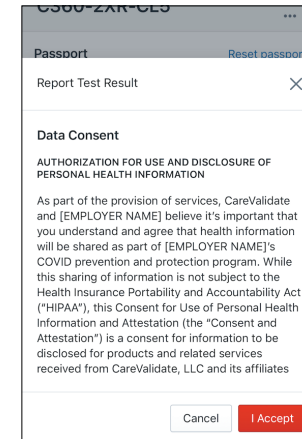 C360-2XR-CL5
...
Passport Reset passpor
Report Test Result
Data Consent
AUTHORIZATION FOR USE AND DISCLOSURE OF
PERSONAL HEALTH INFORMATION
As part of the provision of services, CareValidate
and [EMPLOYER NAME] believe it's important that
you understand and agree that health information
will be shared as part of [EMPLOYER NAME]'s
COVID prevention and protection program. While
this sharing of information is not subject to the
Health Insurance Portability and Accountability Act
("HIPAA"), this Consent for Use of Personal Health
Information and Attestation (the "Consent and
Attestation") is a consent for information to be
disclosed for products and related services
received from CareValidate, LLC and its affiliates
Cancel I Accept